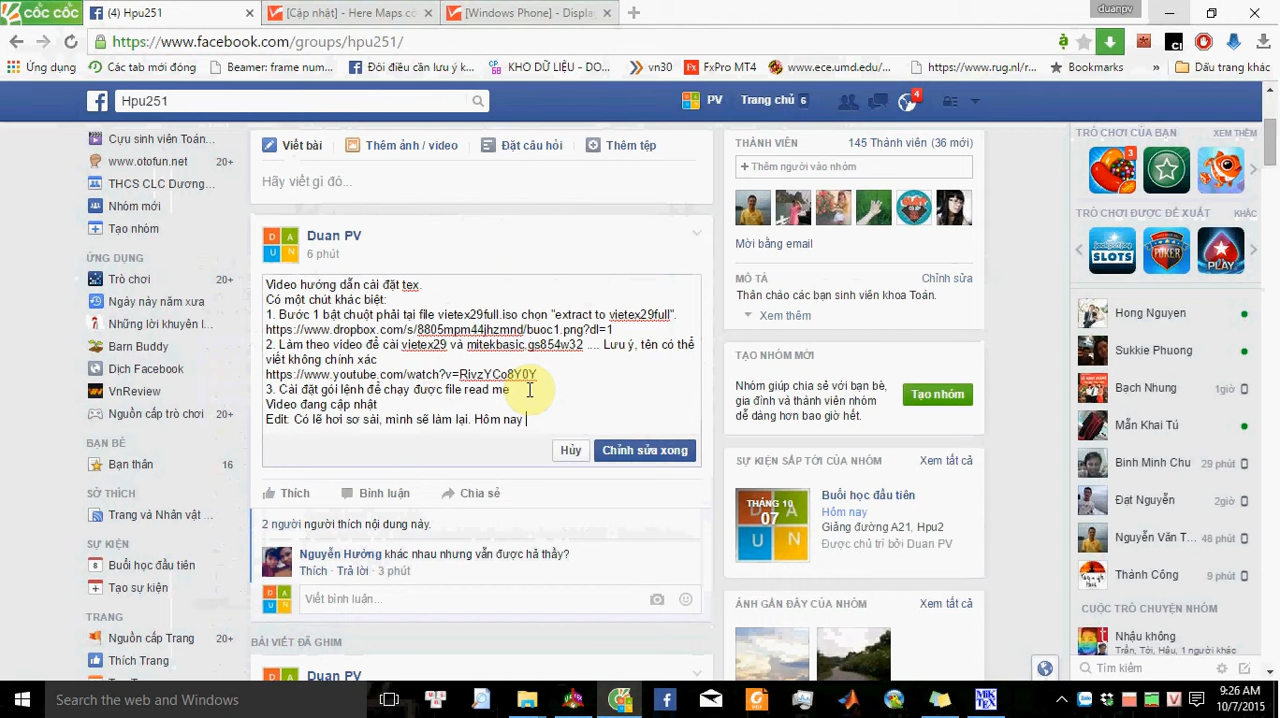 CỐC CỐC
(4) Hpu251
[Cập nhật] - Here Maps có
[Windows Phone] - Displa
duanpv
https://www.facebook.com/groups/hpu251/
Ứng dụng
Các tab mới đóng
Beamer: frame num...
Đôi điều cần lưu ý k...
KHO DỮ LIỆU - DO...
vn30
FxPro MT4
www.ece.umd.edu/...
https://www.rug.nl/r...
Bookmarks
»
Dấu trang khác
Hpu251
PV
Trang chủ 6
4
Cựu sinh viên Toán...
www.otofun.net 20+
THCS CLC Dương...
Nhóm mới
Tạo nhóm
ỨNG DỤNG
Trò chơi
Ngày này năm xưa
Những lời khuyên l...
Barn Buddy
Dịch Facebook
VnReview
Nguồn cấp trò chơi
BẠN BÈ
Bạn thân 16
SỞ THÍCH
Trang và Nhân vật ...
SỰ KIỆN
Buổi học đầu tiên
Tạo sự kiện
TRANG
Nguồn cấp Trang 20+
Thích Trang
Viết bài
Thêm ảnh / video
Đặt câu hỏi
Thêm tệp
Hãy viết gì đó...
Duan PV
6 phút
Video hướng dẫn cài đặt tex.
Có một chút khác biệt:
1. Bước 1 bật chuột phải tại file vietex29full.iso chọn "extract to vietex29full".
https://www.dropbox.com/s/8805mpm44jhzmnd/buoc1.png?dl=1
2. Làm theo video để cài vietex29 và mitekbasic.gs854w32 .... Lưu ý, tên có thể
viết không chính xác
https://www.youtube.com/watch?v=RivzYCo8Y0Y
3. Cài đặt gói lệnh để chạy được file read me
Video đang cập nhật
Edit: Có lẽ hơi sơ sài, mình sẽ làm lại. Hôm nay
Hủy
Chỉnh sửa xong
Thích
Bình luận
Chia sẻ
2 người người thích nội dung này.
Nguyễn Hướng khác nhau nhưng vẫn được hả thầy?
Thích · Trả lời · 3 phút
Viết bình luận...
BÀI VIẾT ĐÃ GHIM
Duan PV
THÀNH VIÊN
145 Thành viên (36 mới)
+ Thêm người vào nhóm
Mời bằng email
MÔ TẢ
Chỉnh sửa
Thân chào các bạn sinh viên khoa Toán.
Xem thêm
TẠO NHÓM MỚI
Nhóm giúp chia sẻ với bạn bè,
gia đình và thành viên nhóm
dễ dàng hơn bao giờ hết.
Tạo nhóm
SỰ KIỆN SẮP TỚI CỦA NHÓM
Xem tất cả
THÁNG 10
07
Buổi học đầu tiên
Hôm nay
Giảng đường A21, Hpu2
Được chủ trì bởi Duan PV
ẢNH GẦN ĐÂY CỦA NHÓM
Xem tất cả
TRÒ CHƠI CỦA BẠN
XEM THÊM
3
TRÒ CHƠI ĐƯỢC ĐỀ XUẤT
KHÁC
SLOTS
POKER
PLAY
Hong Nguyen
Sukkie Phuong
Bạch Nhung 1giờ
Mẫn Khai Tú
Binh Minh Chu 29 phút
Đạt Nguyễn 2giờ
Nguyễn Văn T... 48 phút
Thành Công 9 phút
CUỘC TRÒ CHUYỆN NHÓM
Nhậu không
Trần, Tới, Hậu, 1 người khác
Tìm kiếm
Search the web and Windows
9:26 AM
10/7/2015